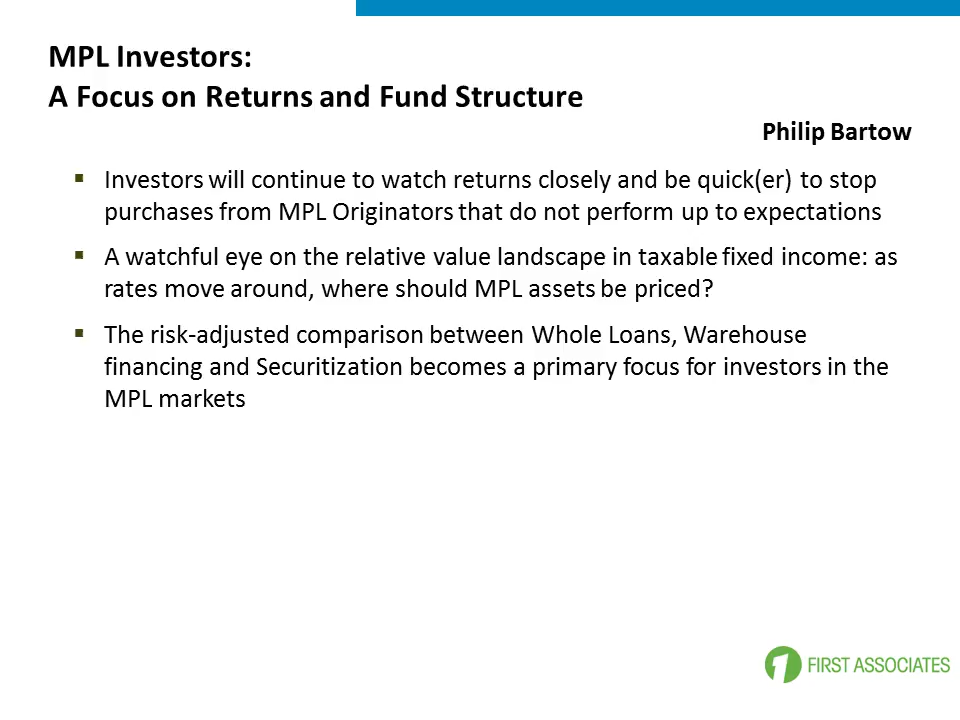 MPL Investors:
A Focus on Returns and Fund Structure
Philip Bartow
▪ Investors will continue to watch returns closely and be quick(er) to stop
purchases from MPL Originators that do not perform up to expectations
▪ A watchful eye on the relative value landscape in taxable fixed income: as
rates move around, where should MPL assets be priced?
▪ The risk-adjusted comparison between Whole Loans, Warehouse
financing and Securitization becomes a primary focus for investors in the
MPL markets
1 FIRST ASSOCIATES